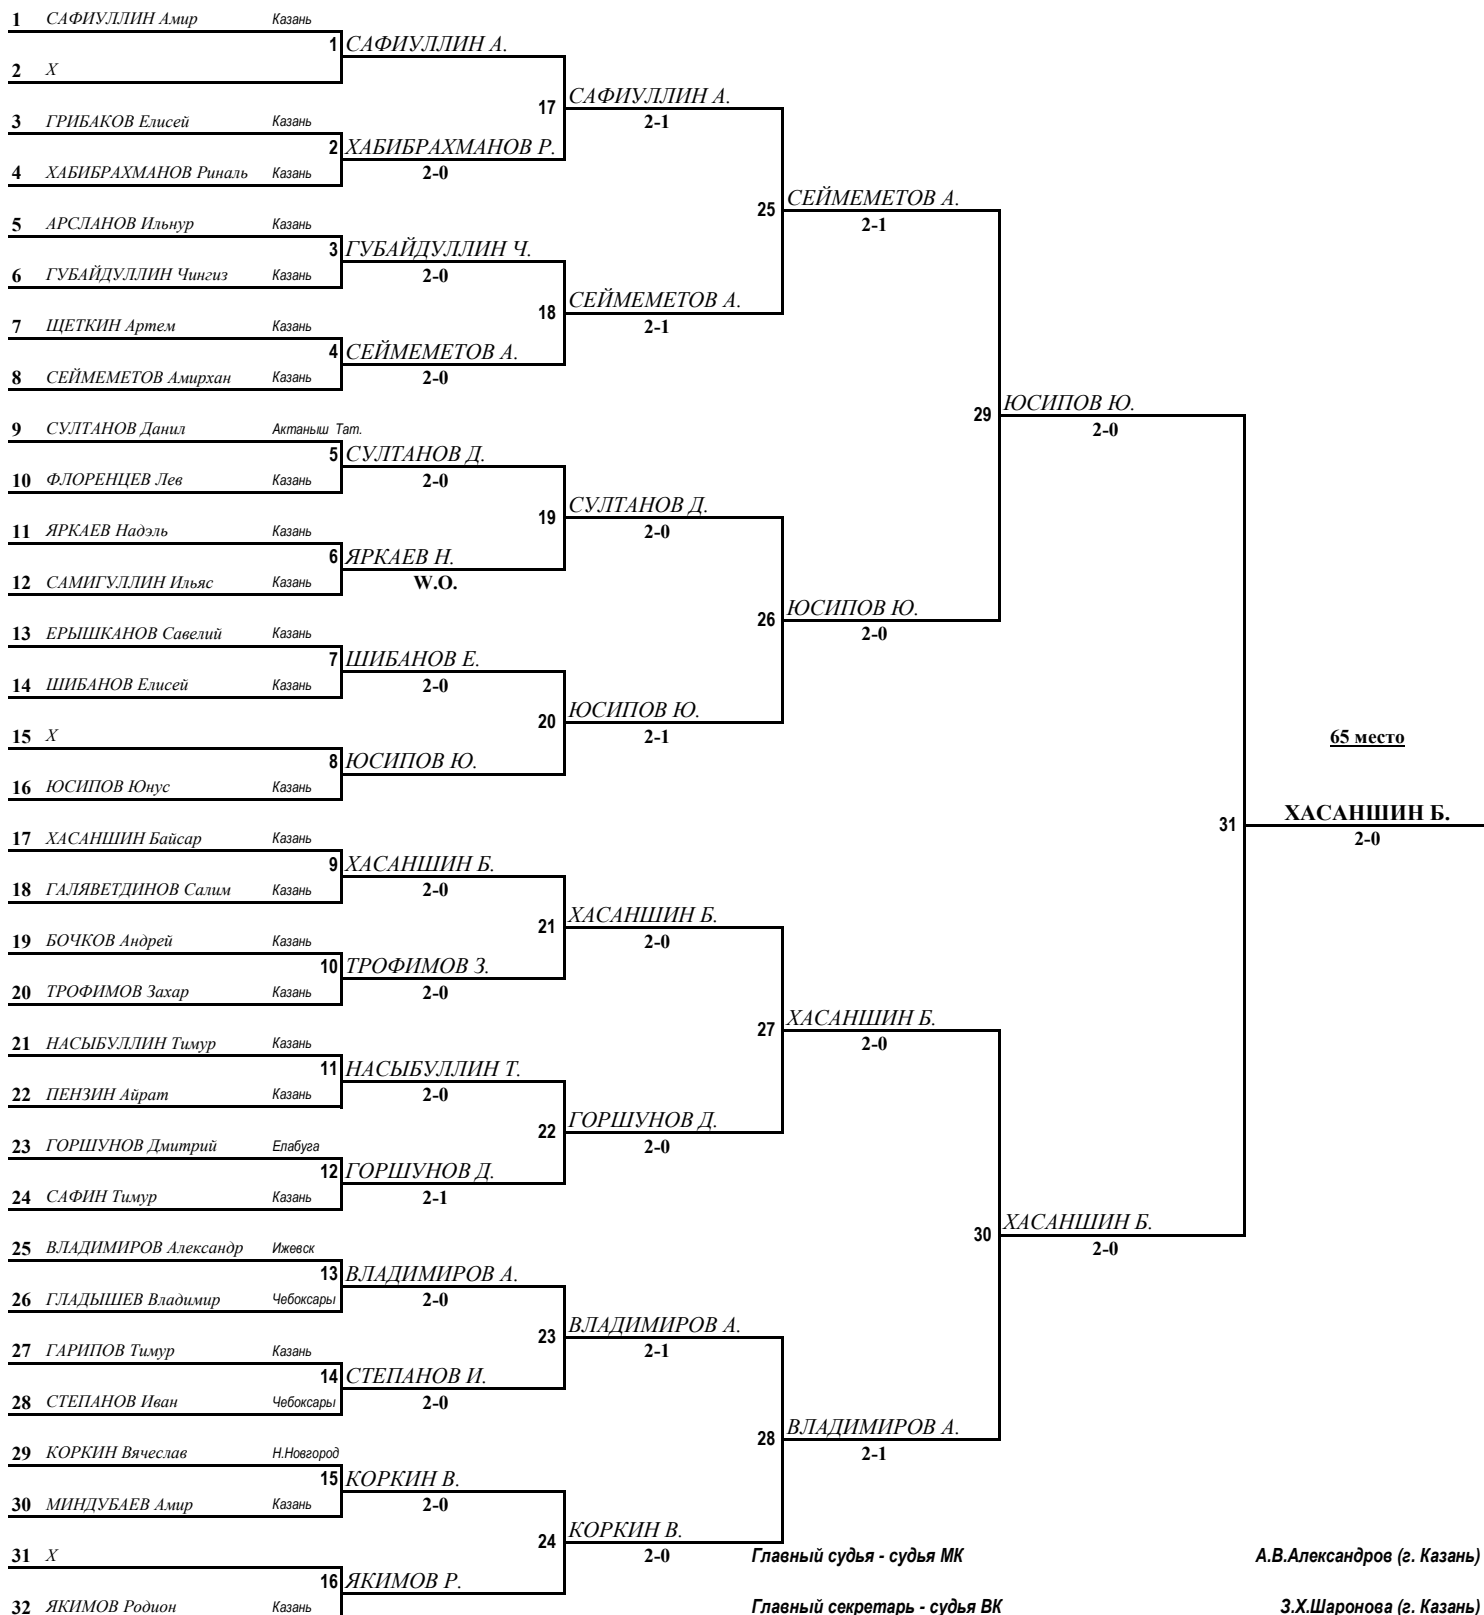 1 САФИУЛЛИН Амир Казань
1 САФИУЛЛИН А.
2 Х
17 САФИУЛЛИН А.
2-1
3 ГРИБАКОВ Елисей Казань
2 ХАБИБРАХМАНОВ Р.
4 ХАБИБРАХМАНОВ Риналь Казань 2-0
25 СЕЙМЕМЕТОВ А.
2-1
5 АРСЛАНОВ Ильнур Казань
3 ГУБАЙДУЛЛИН Ч.
6 ГУБАЙДУЛЛИН Чингиз Казань 2-0
18 СЕЙМЕМЕТОВ А.
2-1
7 ЩЕТКИН Артем Казань
4 СЕЙМЕМЕТОВ А.
8 СЕЙМЕМЕТОВ Амирхан Казань 2-0
29 ЮСИПОВ Ю.
2-0
9 СУЛТАНОВ Данил Актаныш Тат.
5 СУЛТАНОВ Д.
10 ФЛОРЕНЦЕВ Лев Казань 2-0
19 СУЛТАНОВ Д.
2-0
11 ЯРКАЕВ Надэль Казань
6 ЯРКАЕВ Н.
12 САМИГУЛЛИН Ильяс Казань W.O.
26 ЮСИПОВ Ю.
2-0
13 ЕРЫШКАНОВ Савелий Казань
7 ШИБАНОВ Е.
14 ШИБАНОВ Елисей Казань 2-0
20 ЮСИПОВ Ю.
2-1
15 Х
65 место
8 ЮСИПОВ Ю.
16 ЮСИПОВ Юнус Казань
31 ХАСАНШИН Б.
2-0
17 ХАСАНШИН Байсар Казань
9 ХАСАНШИН Б.
18 ГАЛЯВЕТДИНОВ Салим Казань 2-0
21 ХАСАНШИН Б.
2-0
19 БОЧКОВ Андрей Казань
10 ТРОФИМОВ З.
20 ТРОФИМОВ Захар Казань 2-0
27 ХАСАНШИН Б.
2-0
21 НАСЫБУЛЛИН Тимур Казань
11 НАСЫБУЛЛИН Т.
22 ПЕНЗИН Айрат Казань 2-0
22 ГОРШУНОВ Д.
2-0
23 ГОРШУНОВ Дмитрий Елабуга
12 ГОРШУНОВ Д.
24 САФИН Тимур Казань 2-1
30 ХАСАНШИН Б.
2-0
25 ВЛАДИМИРОВ Александр Ижевск
13 ВЛАДИМИРОВ А.
26 ГЛАДЫШЕВ Владимир Чебоксары 2-0
23 ВЛАДИМИРОВ А.
2-1
27 ГАРИПОВ Тимур Казань
14 СТЕПАНОВ И.
28 СТЕПАНОВ Иван Чебоксары 2-0
28 ВЛАДИМИРОВ А.
2-1
29 КОРКИН Вячеслав Н.Новгород
15 КОРКИН В.
30 МИНДУБАЕВ Амир Казань 2-0
24 КОРКИН В.
2-0
31 Х
Главный судья - судья МК А.В.Александров (г. Казань)
16 ЯКИМОВ Р.
32 ЯКИМОВ Родион Казань
Главный секретарь - судья ВК З.Х.Шаронова (г. Казань)